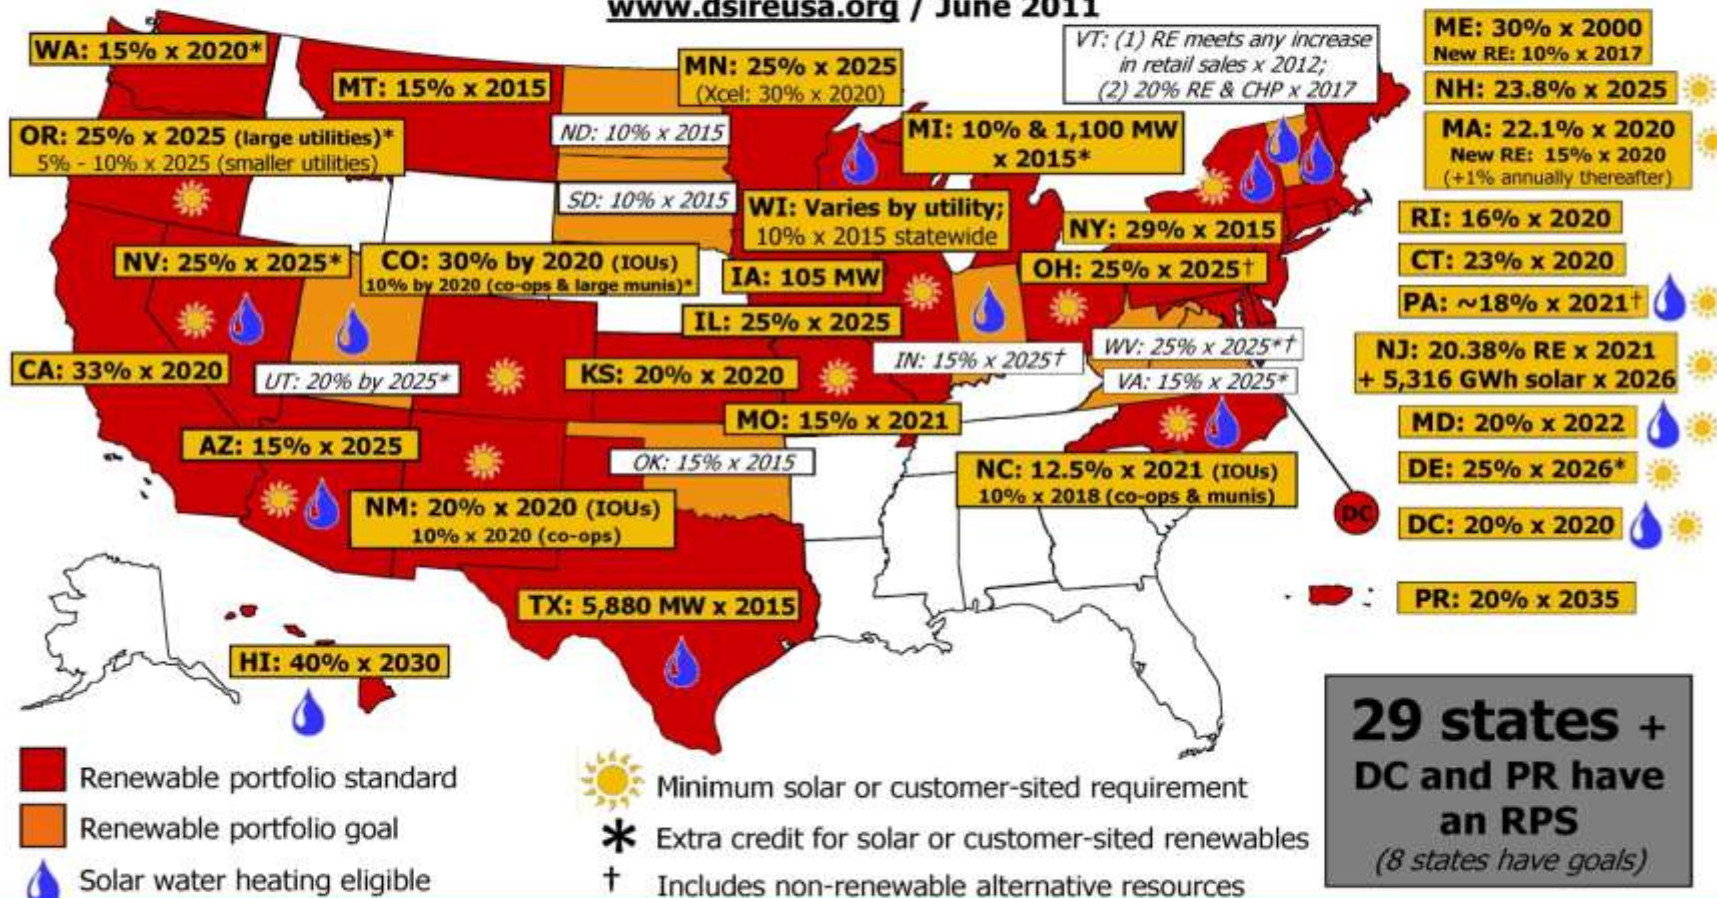 www.dsireusa.org / June 2011
WA: 15% x 2020*
MT: 15% x 2015
MN: 25% x 2025
(Xcel: 30% x 2020)
VT: (1) RE meets any increase
in retail sales x 2012;
(2) 20% RE & CHP x 2017
ME: 30% x 2000
New RE: 10% x 2017
NH: 23.8% x 2025
OR: 25% x 2025 (large utilities)*
5% - 10% x 2025 (smaller utilities)
ND: 10% x 2015
MI: 10% & 1,100 MW
x 2015*
MA: 22.1% x 2020
New RE: 15% x 2020
(+1% annually thereafter)
SD: 10% x 2015
WI: Varies by utility;
10% x 2015 statewide
NY: 29% x 2015
RI: 16% x 2020
NV: 25% x 2025*
CO: 30% by 2020 (IOUs)
10% by 2020 (co-ops & large munis)*
IA: 105 MW
OH: 25% x 2025†
CT: 23% x 2020
IL: 25% x 2025
PA: ~18% x 2021†
CA: 33% x 2020
UT: 20% by 2025*
KS: 20% x 2020
IN: 15% x 2025†
WV: 25% x 2025*†
VA: 15% x 2025*
NJ: 20.38% RE x 2021
+ 5,316 GWh solar x 2026
MO: 15% x 2021
MD: 20% x 2022
AZ: 15% x 2025
OK: 15% x 2015
NC: 12.5% x 2021 (IOUs)
10% x 2018 (co-ops & munis)
DE: 25% x 2026*
NM: 20% x 2020 (IOUs)
10% x 2020 (co-ops)
DC
DC: 20% x 2020
TX: 5,880 MW x 2015
PR: 20% x 2035
HI: 40% x 2030
29 states +
DC and PR have
an RPS
(8 states have goals)
Renewable portfolio standard
Renewable portfolio goal
Solar water heating eligible
Minimum solar or customer-sited requirement
* Extra credit for solar or customer-sited renewables
† Includes non-renewable alternative resources